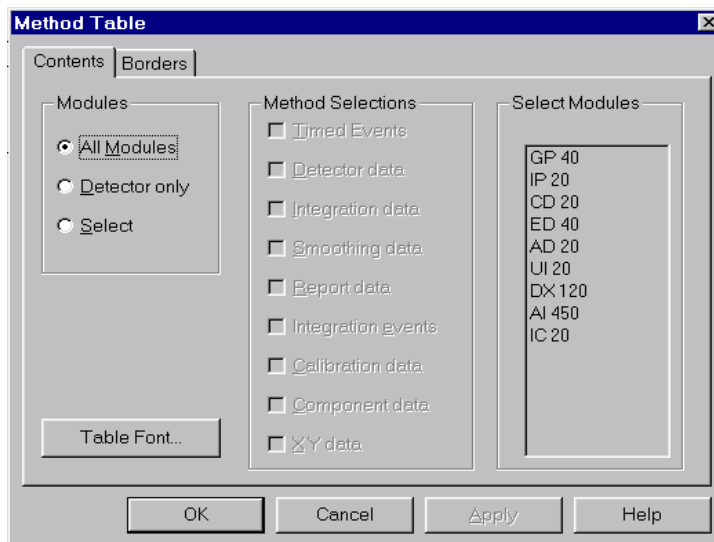 Method Table
Contents
Borders
Modules
All Modules
Detector only
Select
Table Font...
Method Selections
Timed Events
Detector data
Integration data
Smoothing data
Report data
Integration events
Calibration data
Component data
XY data
Select Modules
GP 40
IP 20
CD 20
ED 40
AD 20
UI 20
DX 120
AI 450
IC 20
OK
Cancel
Apply
Help